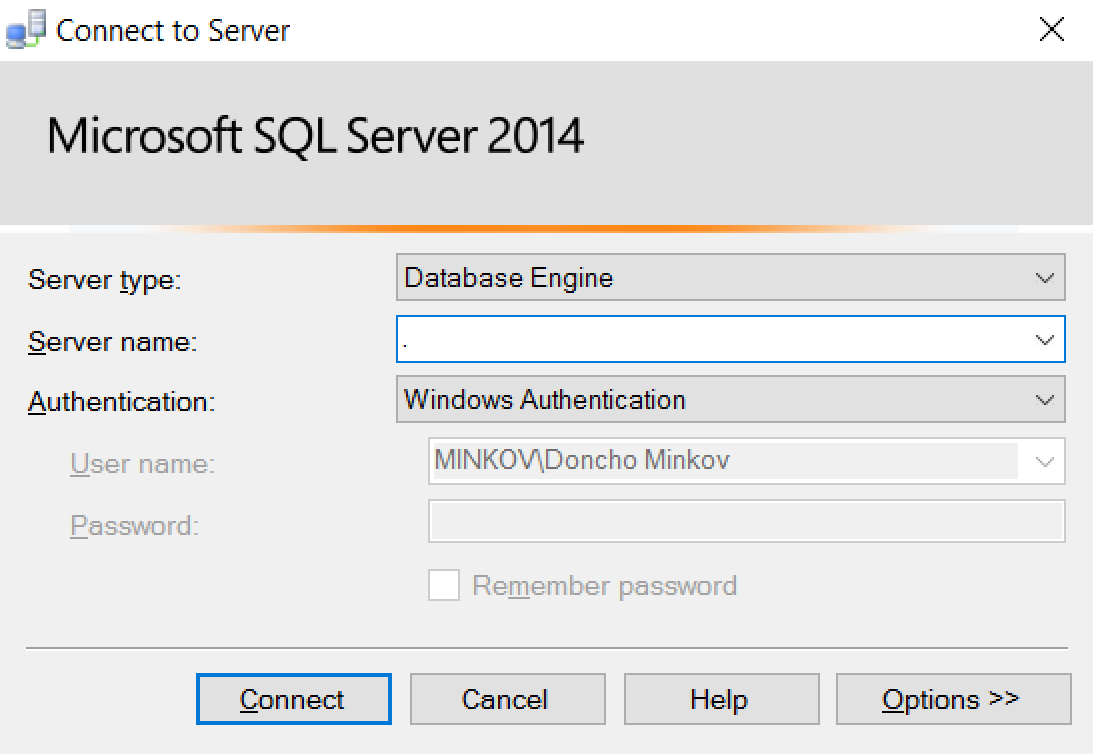 Connect to Server
Microsoft SQL Server 2014
Server type: Database Engine
Server name: .
Authentication: Windows Authentication
User name: MINKOV\Doncho Minkov
Password:
Remember password
Connect Cancel Help Options >>